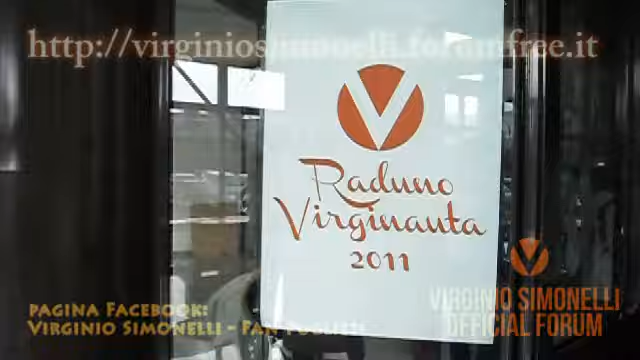 http://virginiosimonelli.forumfree.it
V
Raduno
Virginauta
2011
V
VIRGINIO SIMONELLI
OFFICIAL FORUM
PAGINA FACEBOOK:
VIRGINIO SIMONELLI - FAN